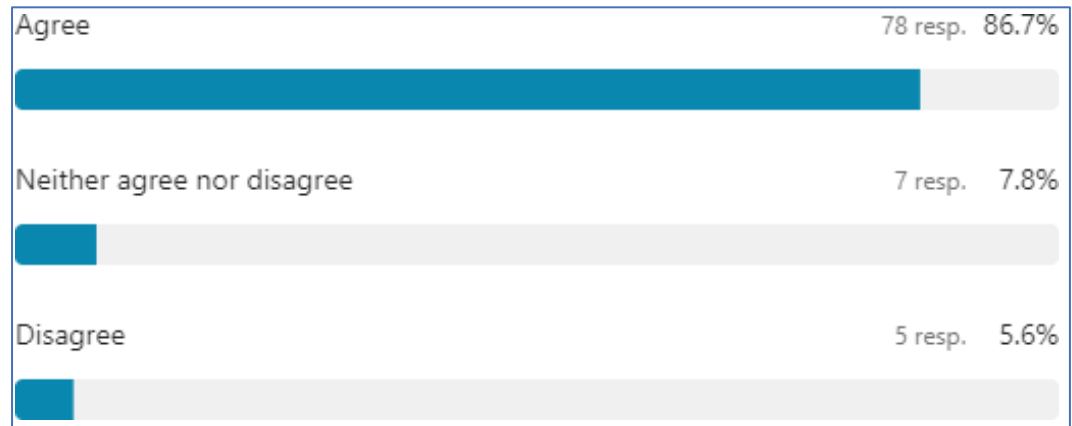 Agree 78 resp. 86.7%
Neither agree nor disagree 7 resp. 7.8%
Disagree 5 resp. 5.6%